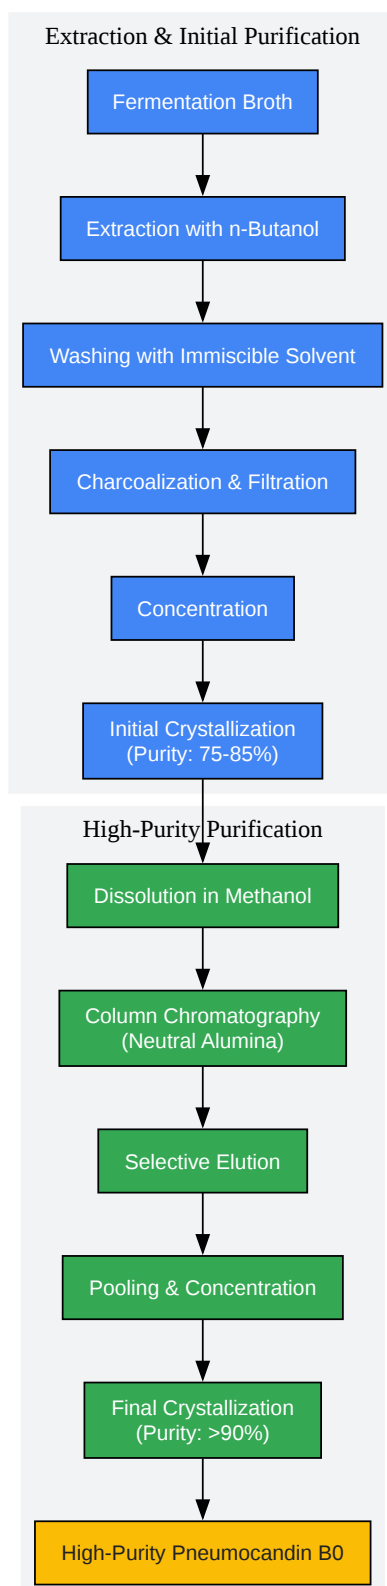 Extraction & Initial Purification
Fermentation Broth
Extraction with n-Butanol
Washing with Immiscible Solvent
Charcoalization & Filtration
Concentration
Initial Crystallization
(Purity: 75-85%)
High-Purity Purification
Dissolution in Methanol
Column Chromatography
(Neutral Alumina)
Selective Elution
Pooling & Concentration
Final Crystallization
(Purity: >90%)
High-Purity Pneumocandin B0